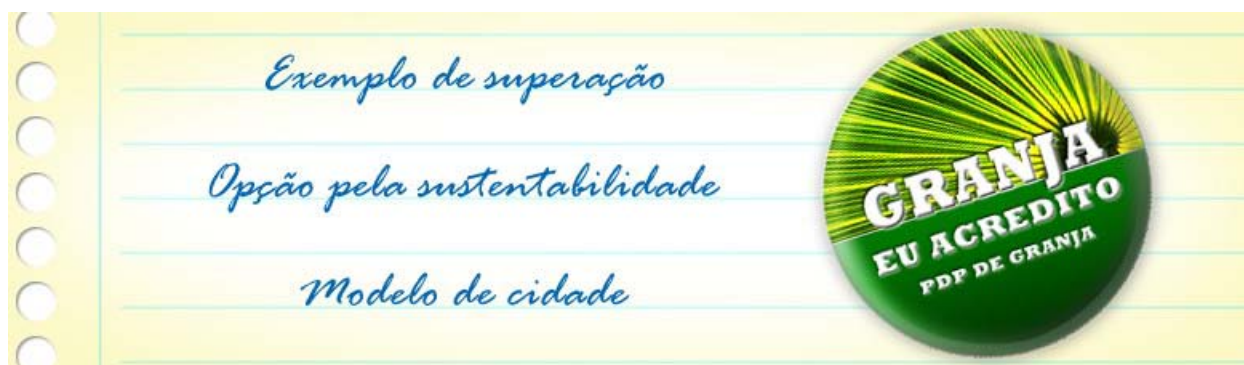 Exemplo de superação
Opção pela sustentabilidade
Modelo de cidade
GRANJA
EU ACREDITO
PDP DE GRANJA